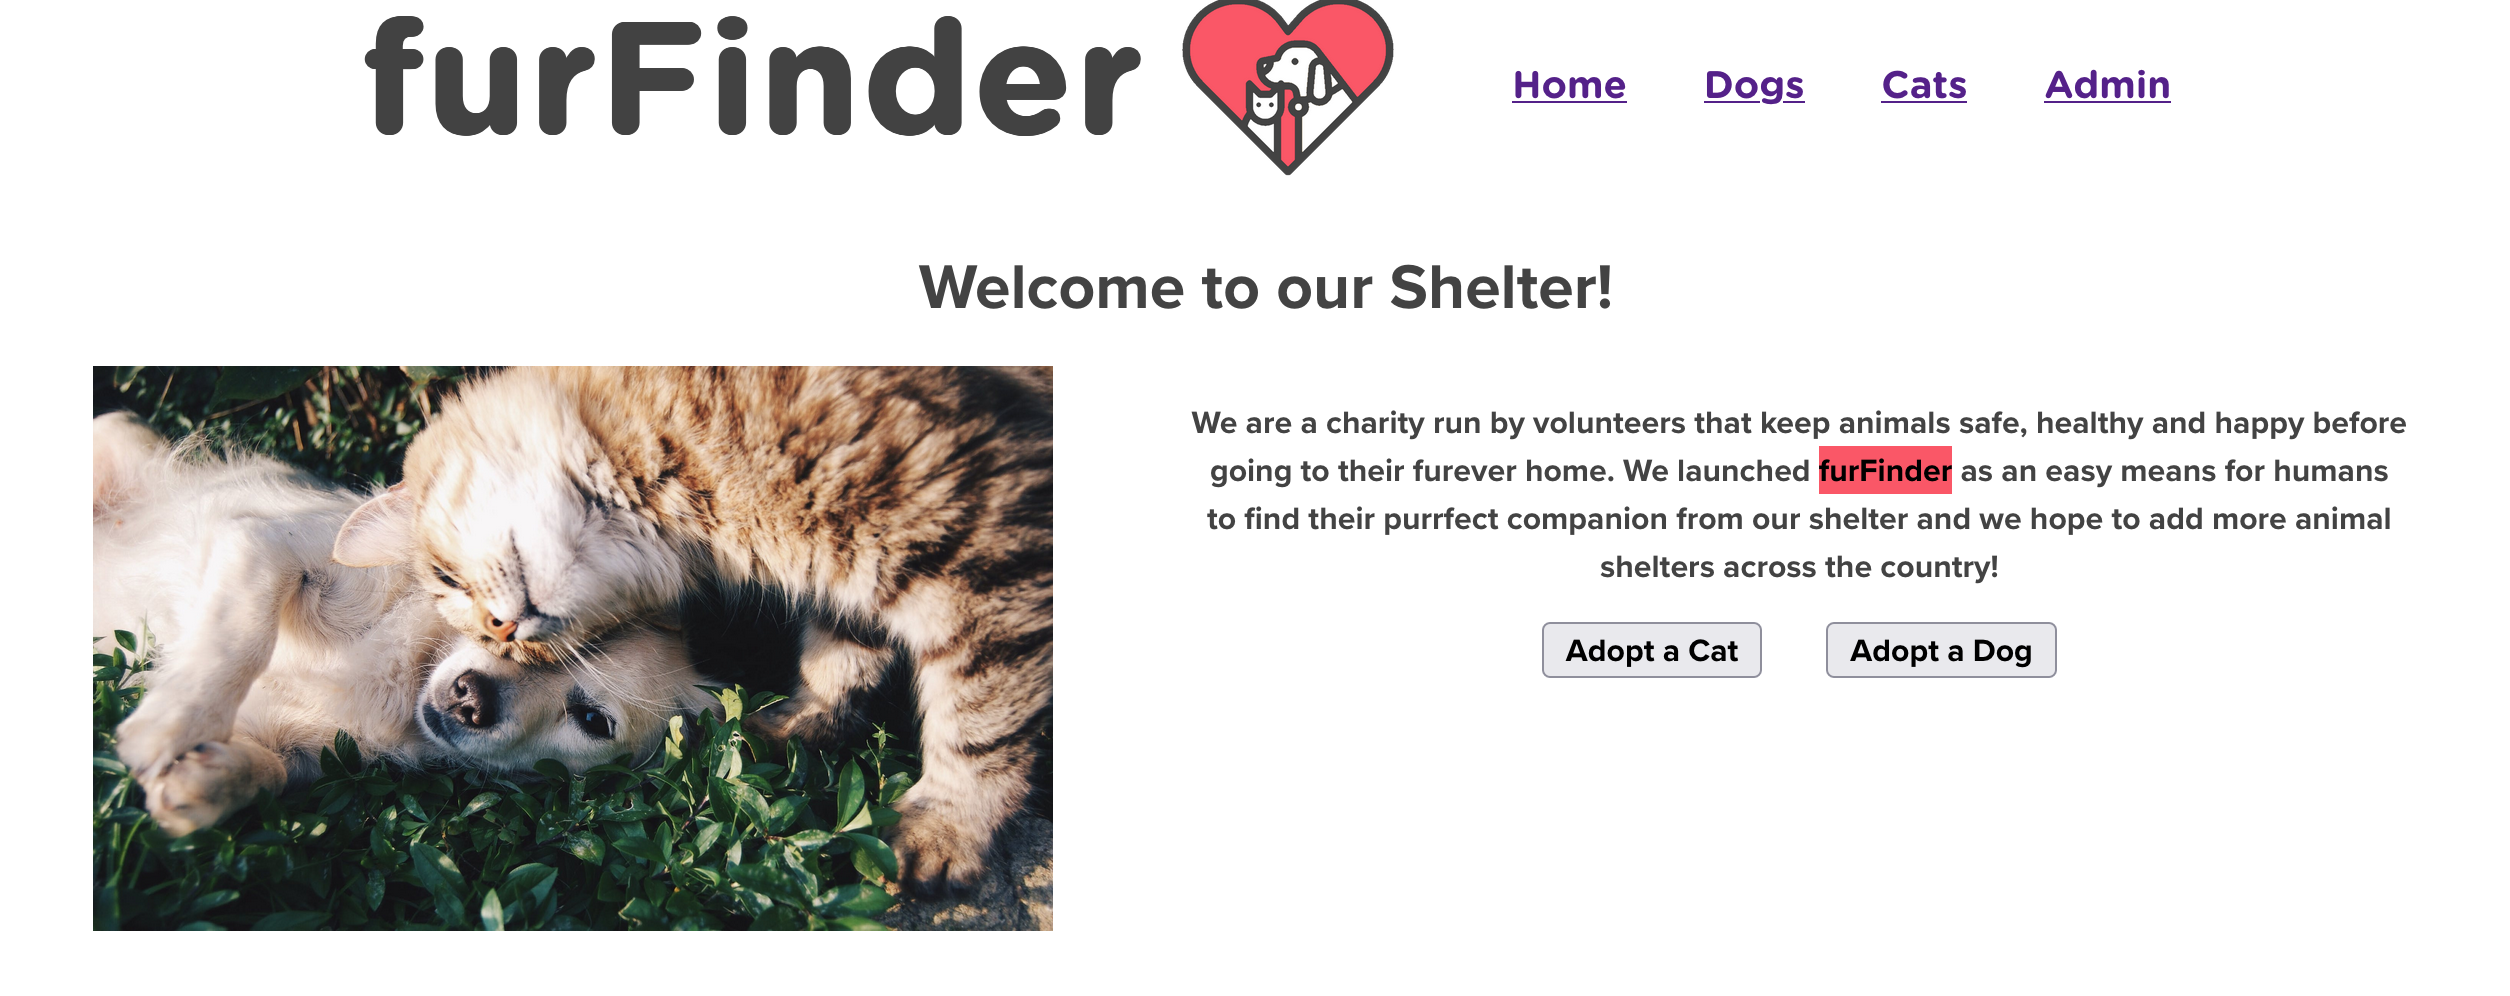 furFinder
Home Dogs Cats Admin
Welcome to our Shelter!
We are a charity run by volunteers that keep animals safe, healthy and happy before
going to their furever home. We launched furFinder as an easy means for humans
to find their purrfect companion from our shelter and we hope to add more animal
shelters across the country!
Adopt a Cat Adopt a Dog